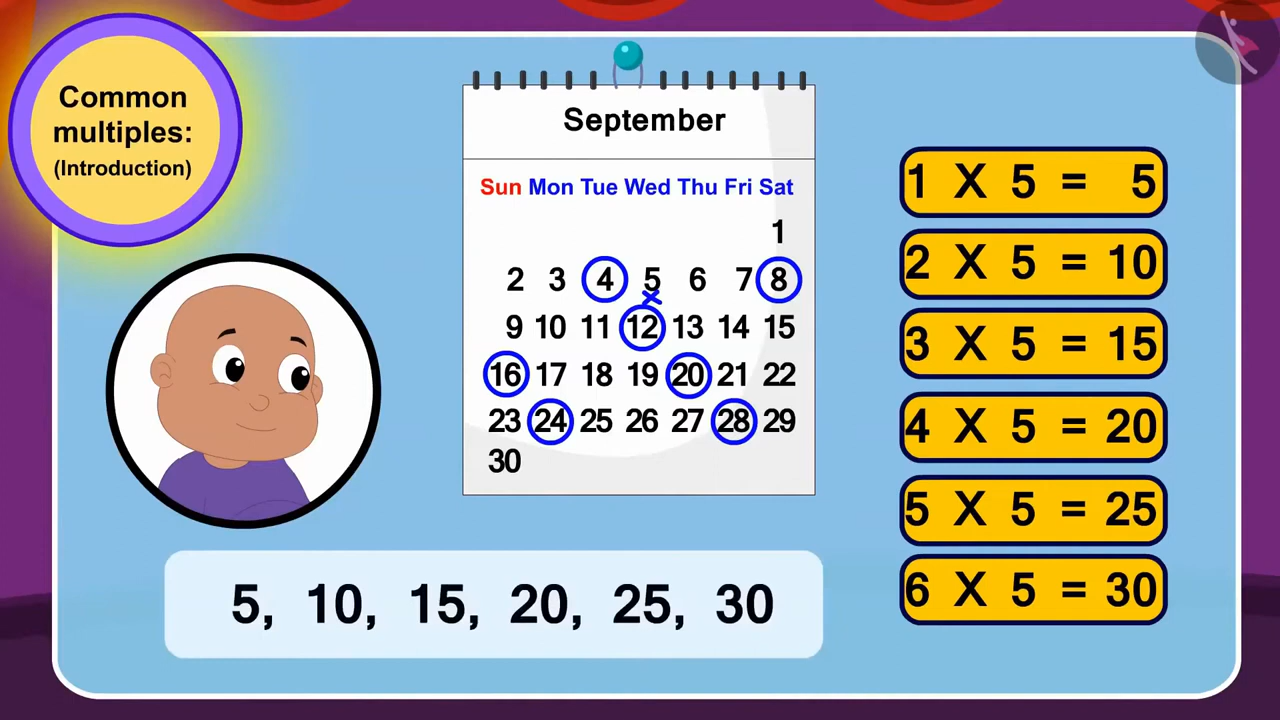 Common
multiples:
(Introduction)
September
Sun Mon Tue Wed Thu Fri Sat
1
2 3 4 5 6 7 8
9 10 11 12 13 14 15
16 17 18 19 20 21 22
23 24 25 26 27 28 29
30
1 X 5 = 5
2 X 5 = 10
3 X 5 = 15
4 X 5 = 20
5 X 5 = 25
6 X 5 = 30
5, 10, 15, 20, 25, 30